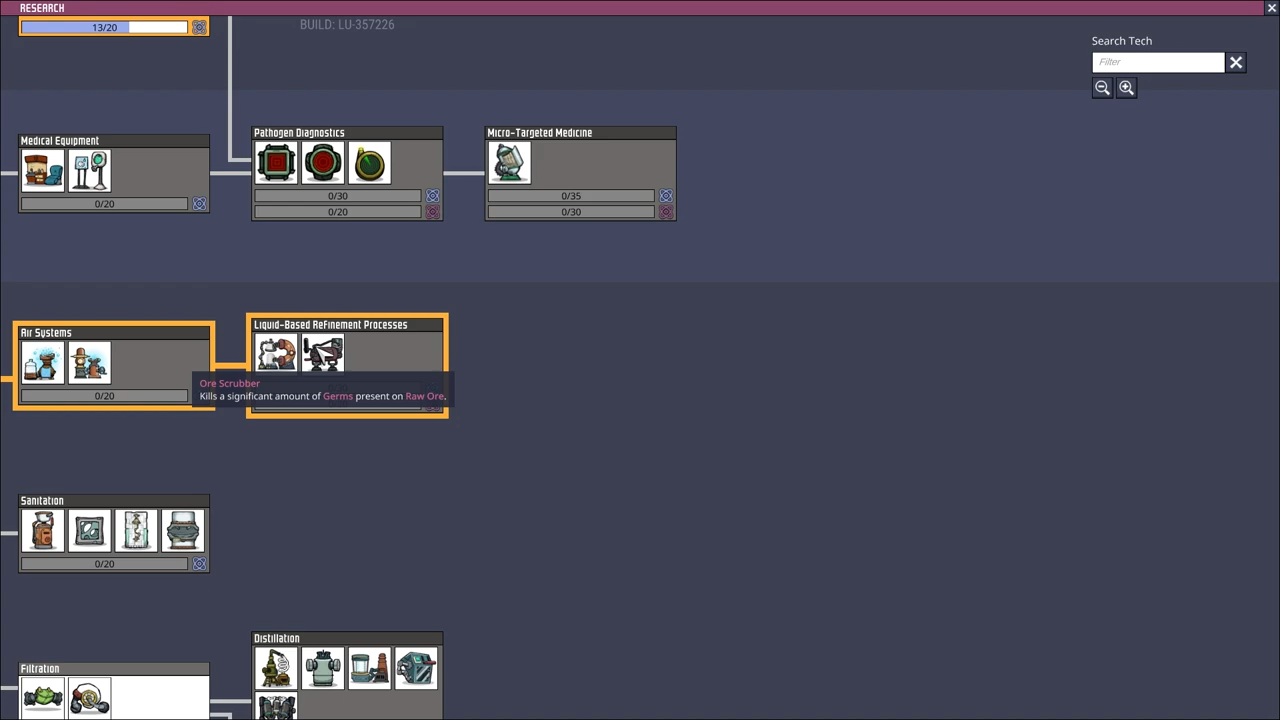 RESEARCH
13/20
BUILD: LU-357226
Search Tech
Filter
Medical Equipment
0/20
Pathogen Diagnostics
0/30
0/20
Micro-Targeted Medicine
0/35
0/30
Air Systems
0/20
Liquid-Based Refinement Processes
Ore Scrubber
Kills a significant amount of Germs present on Raw Ore.
Sanitation
0/20
Distillation
Filtration